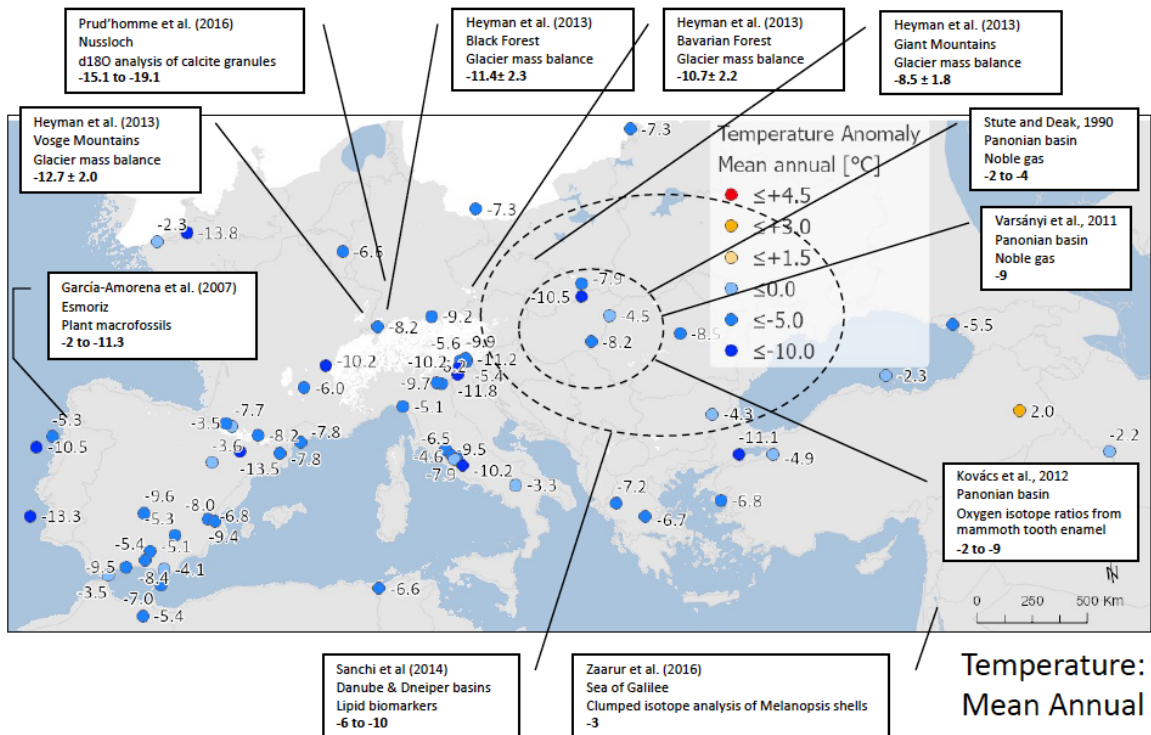 Prud'homme et al. (2016)
Nussloch
d18O analysis of calcite granules
-15.1 to -19.1
Heyman et al. (2013)
Black Forest
Glacier mass balance
-11.4± 2.3
Heyman et al. (2013)
Bavarian Forest
Glacier mass balance
-10.7± 2.2
Heyman et al. (2013)
Giant Mountains
Glacier mass balance
-8.5 ± 1.8
Heyman et al. (2013)
Vosge Mountains
Glacier mass balance
-12.7 ± 2.0
Stute and Deak, 1990
Panonian basin
Noble gas
-2 to -4
Varsányi et al., 2011
Panonian basin
Noble gas
-9
García-Amorena et al. (2007)
Esmoriz
Plant macrofossils
-2 to -11.3
Temperature Anomaly
Mean annual [°C]
≤+4.5
≤+3.0
≤+1.5
≤0.0
≤-5.0
≤-10.0
-7.3
-7.3
-2.3
-13.8
-6.5
-7.9
-10.5
-4.5
-8.2
-8.5
-9.2
-8.2
-5.6
-9.9
-10.2
-11.2
-5.4
-9.7
-11.8
-10.2
-6.0
-5.1
-5.5
-2.3
2.0
-2.2
-4.3
-11.1
-4.9
-7.7
-3.5
-8.2
-7.8
-3.6
-7.8
-13.5
-5.3
-10.5
-6.5
-9.5
-4.6
-7.9
-10.2
-3.3
-7.2
-6.7
-6.8
-13.3
-9.6
-5.3
-8.0
-6.8
-9.4
-5.4
-5.1
-9.5
-4.1
-8.4
-3.5
-7.0
-5.4
-6.6
Kovács et al., 2012
Panonian basin
Oxygen isotope ratios from
mammoth tooth enamel
-2 to -9
N
0 250 500 Km
Sanchi et al (2014)
Danube & Dneiper basins
Lipid biomarkers
-6 to -10
Zaarur et al. (2016)
Sea of Galilee
Clumped isotope analysis of Melanopsis shells
-3
Temperature:
Mean Annual